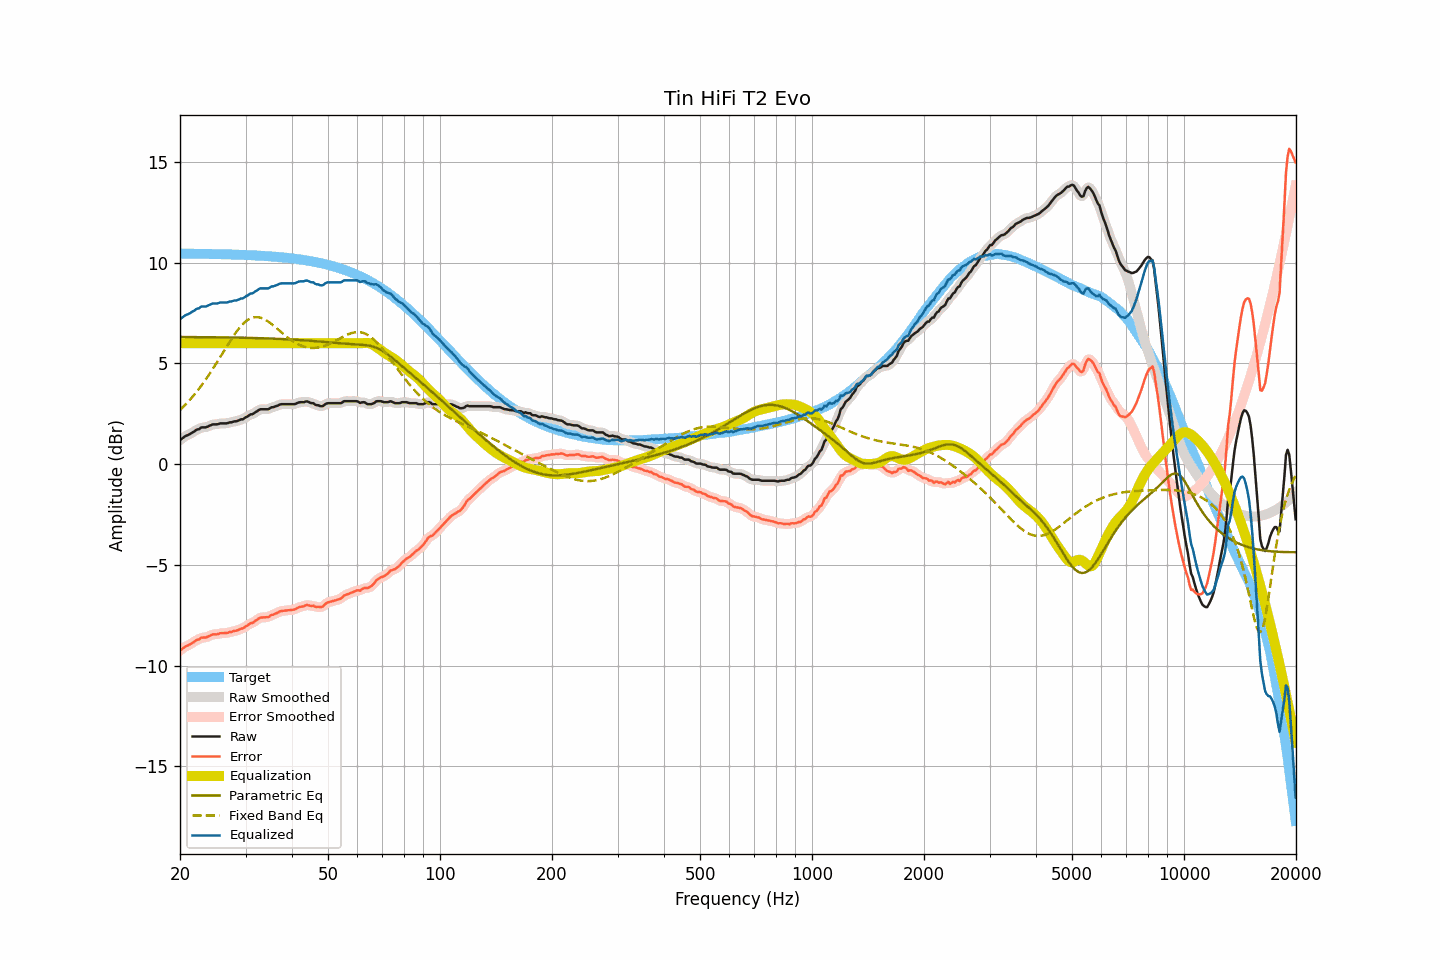 Tin HiFi T2 Evo
15
10
5
0
−5
−10
−15
Amplitude (dBr)
Target
Raw Smoothed
Error Smoothed
Raw
Error
Equalization
Parametric Eq
Fixed Band Eq
Equalized
20 50 100 200 500 1000 2000 5000 10000 20000
Frequency (Hz)